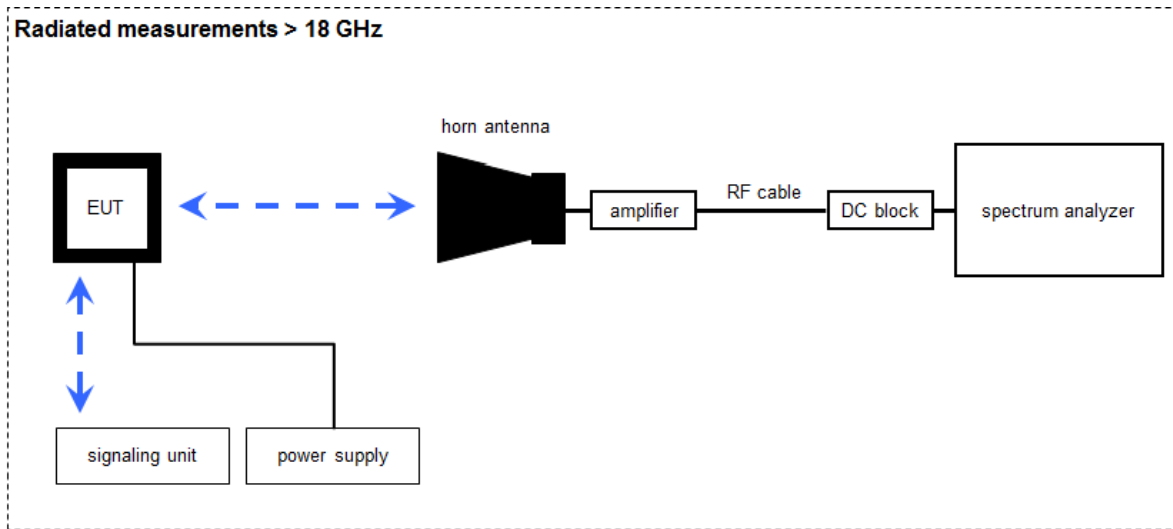 Radiated measurements > 18 GHz
horn antenna
EUT
amplifier
RF cable
DC block
spectrum analyzer
signaling unit
power supply